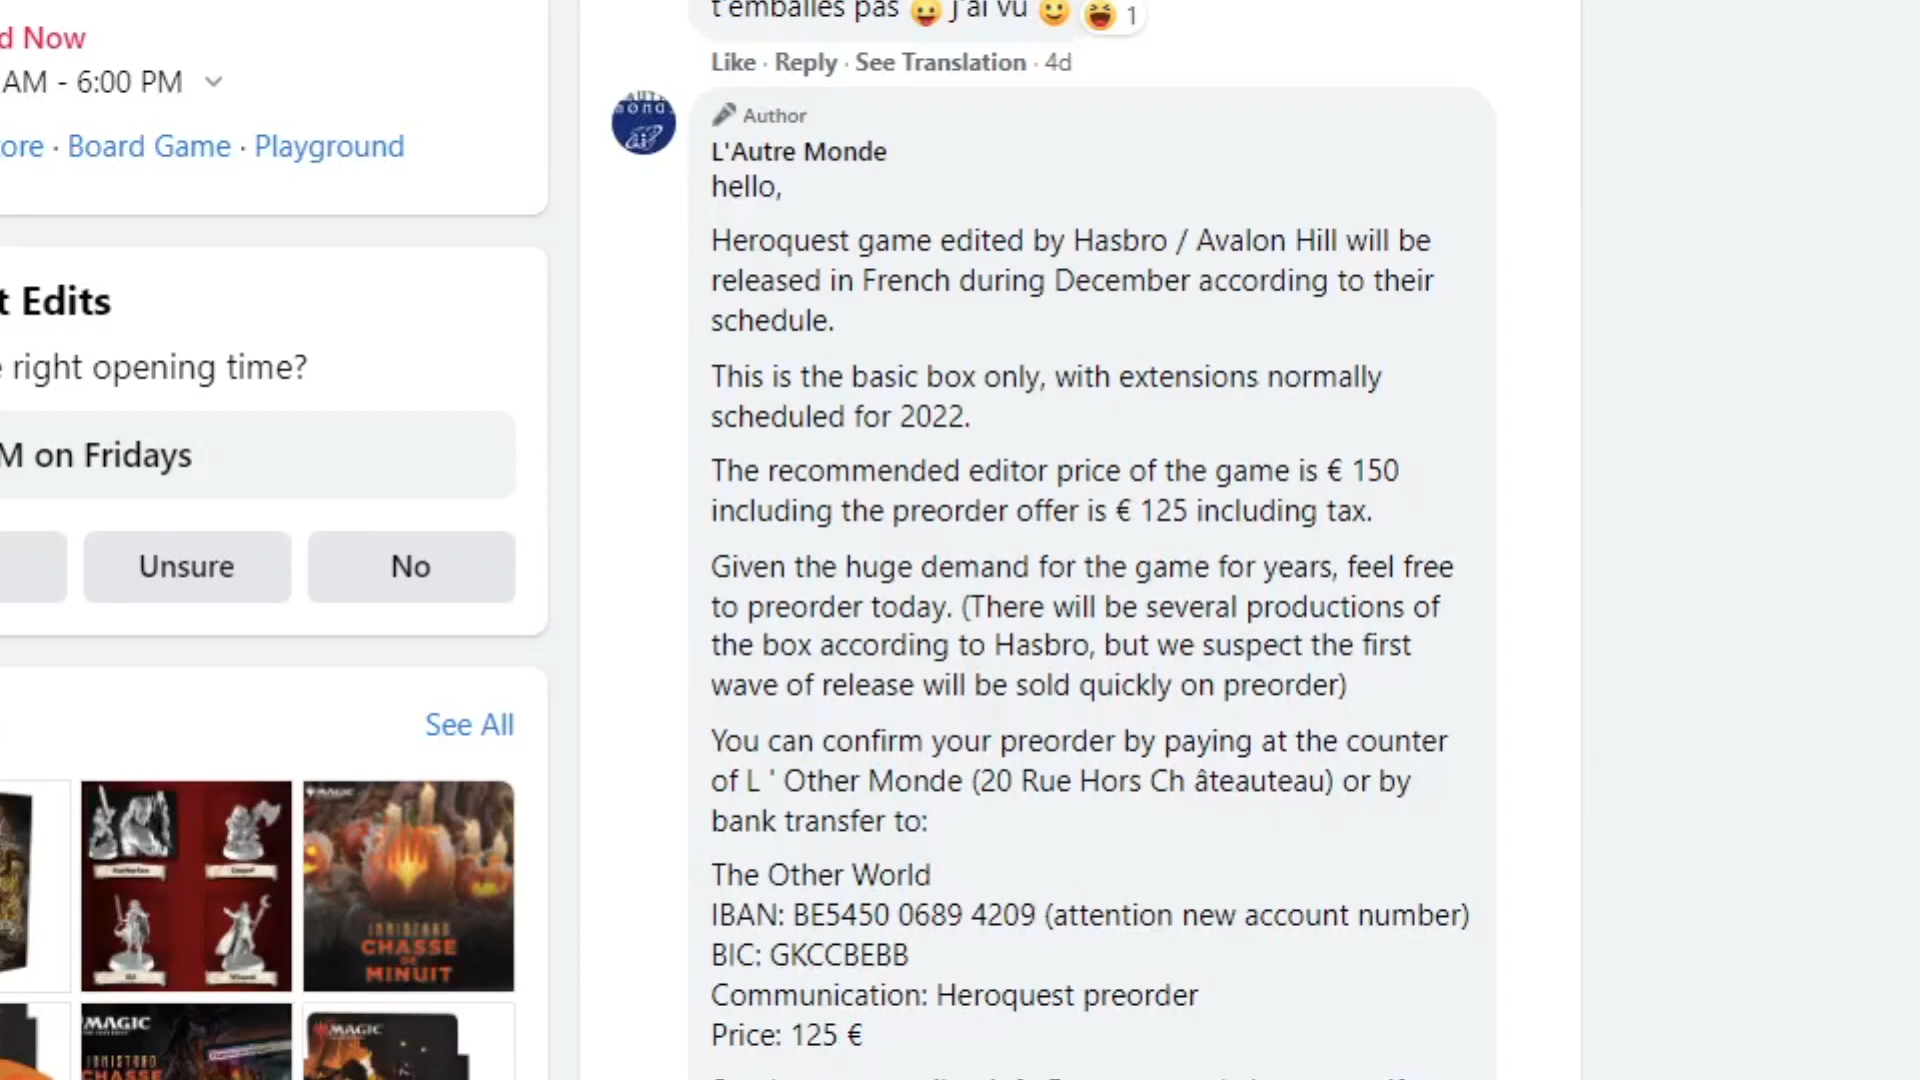 d Now
AM - 6:00 PM
ore · Board Game · Playground
t Edits
e right opening time?
M on Fridays
Unsure
No
See All
MAGIC
INNISTRAD
CHASSE
DE
MINUIT
MAGIC
INNISTRAD
CHASSE
MAGIC
t'emballes pas 😛 j'ai vu 🙂 😆 1
Like · Reply · See Translation · 4d
Author
L'Autre Monde
hello,
Heroquest game edited by Hasbro / Avalon Hill will be
released in French during December according to their
schedule.
This is the basic box only, with extensions normally
scheduled for 2022.
The recommended editor price of the game is € 150
including the preorder offer is € 125 including tax.
Given the huge demand for the game for years, feel free
to preorder today. (There will be several productions of
the box according to Hasbro, but we suspect the first
wave of release will be sold quickly on preorder)
You can confirm your preorder by paying at the counter
of L ' Other Monde (20 Rue Hors Ch âteauteau) or by
bank transfer to:
The Other World
IBAN: BE5450 0689 4209 (attention new account number)
BIC: GKCCBEBB
Communication: Heroquest preorder
Price: 125 €